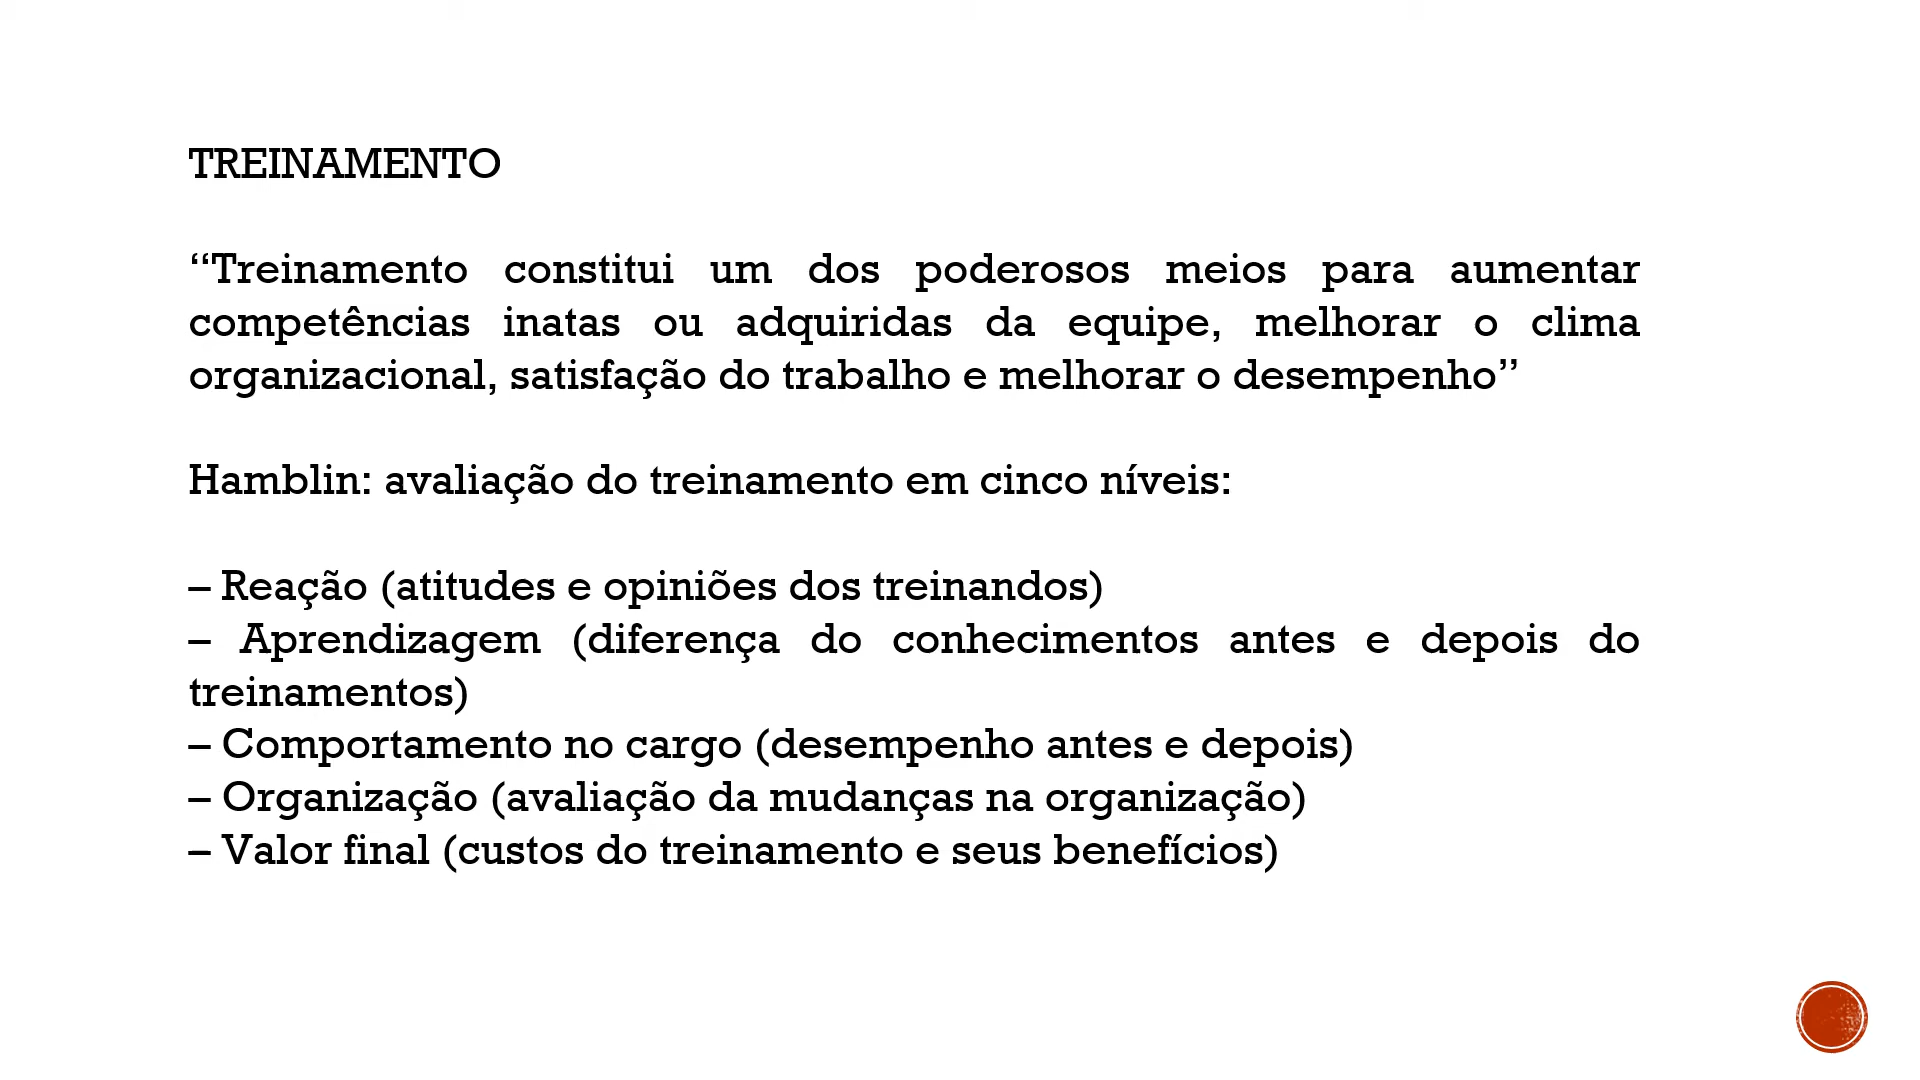 TREINAMENTO
“Treinamento constitui um dos poderosos meios para aumentar
competências inatas ou adquiridas da equipe, melhorar o clima
organizacional, satisfação do trabalho e melhorar o desempenho”
Hamblin: avaliação do treinamento em cinco níveis:
– Reação (atitudes e opiniões dos treinandos)
– Aprendizagem (diferença do conhecimentos antes e depois do
treinamentos)
– Comportamento no cargo (desempenho antes e depois)
– Organização (avaliação da mudanças na organização)
– Valor final (custos do treinamento e seus benefícios)